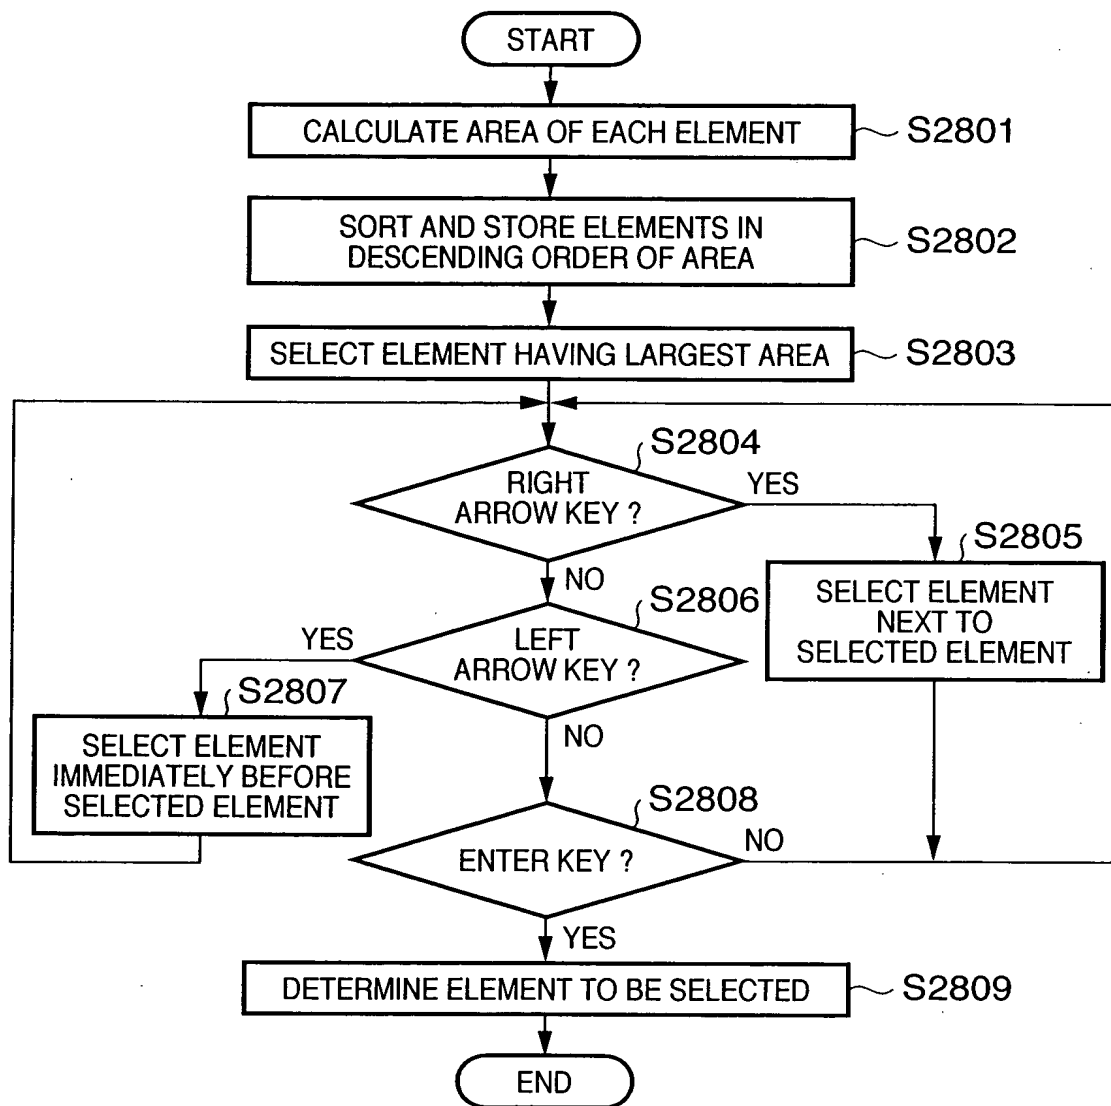 START
CALCULATE AREA OF EACH ELEMENT
S2801
SORT AND STORE ELEMENTS IN
DESCENDING ORDER OF AREA
S2802
SELECT ELEMENT HAVING LARGEST AREA
S2803
S2804
RIGHT
ARROW KEY ?
YES
NO
S2805
SELECT ELEMENT
NEXT TO
SELECTED ELEMENT
S2806
LEFT
ARROW KEY ?
YES
NO
S2807
SELECT ELEMENT
IMMEDIATELY BEFORE
SELECTED ELEMENT
S2808
ENTER KEY ?
NO
YES
DETERMINE ELEMENT TO BE SELECTED
S2809
END